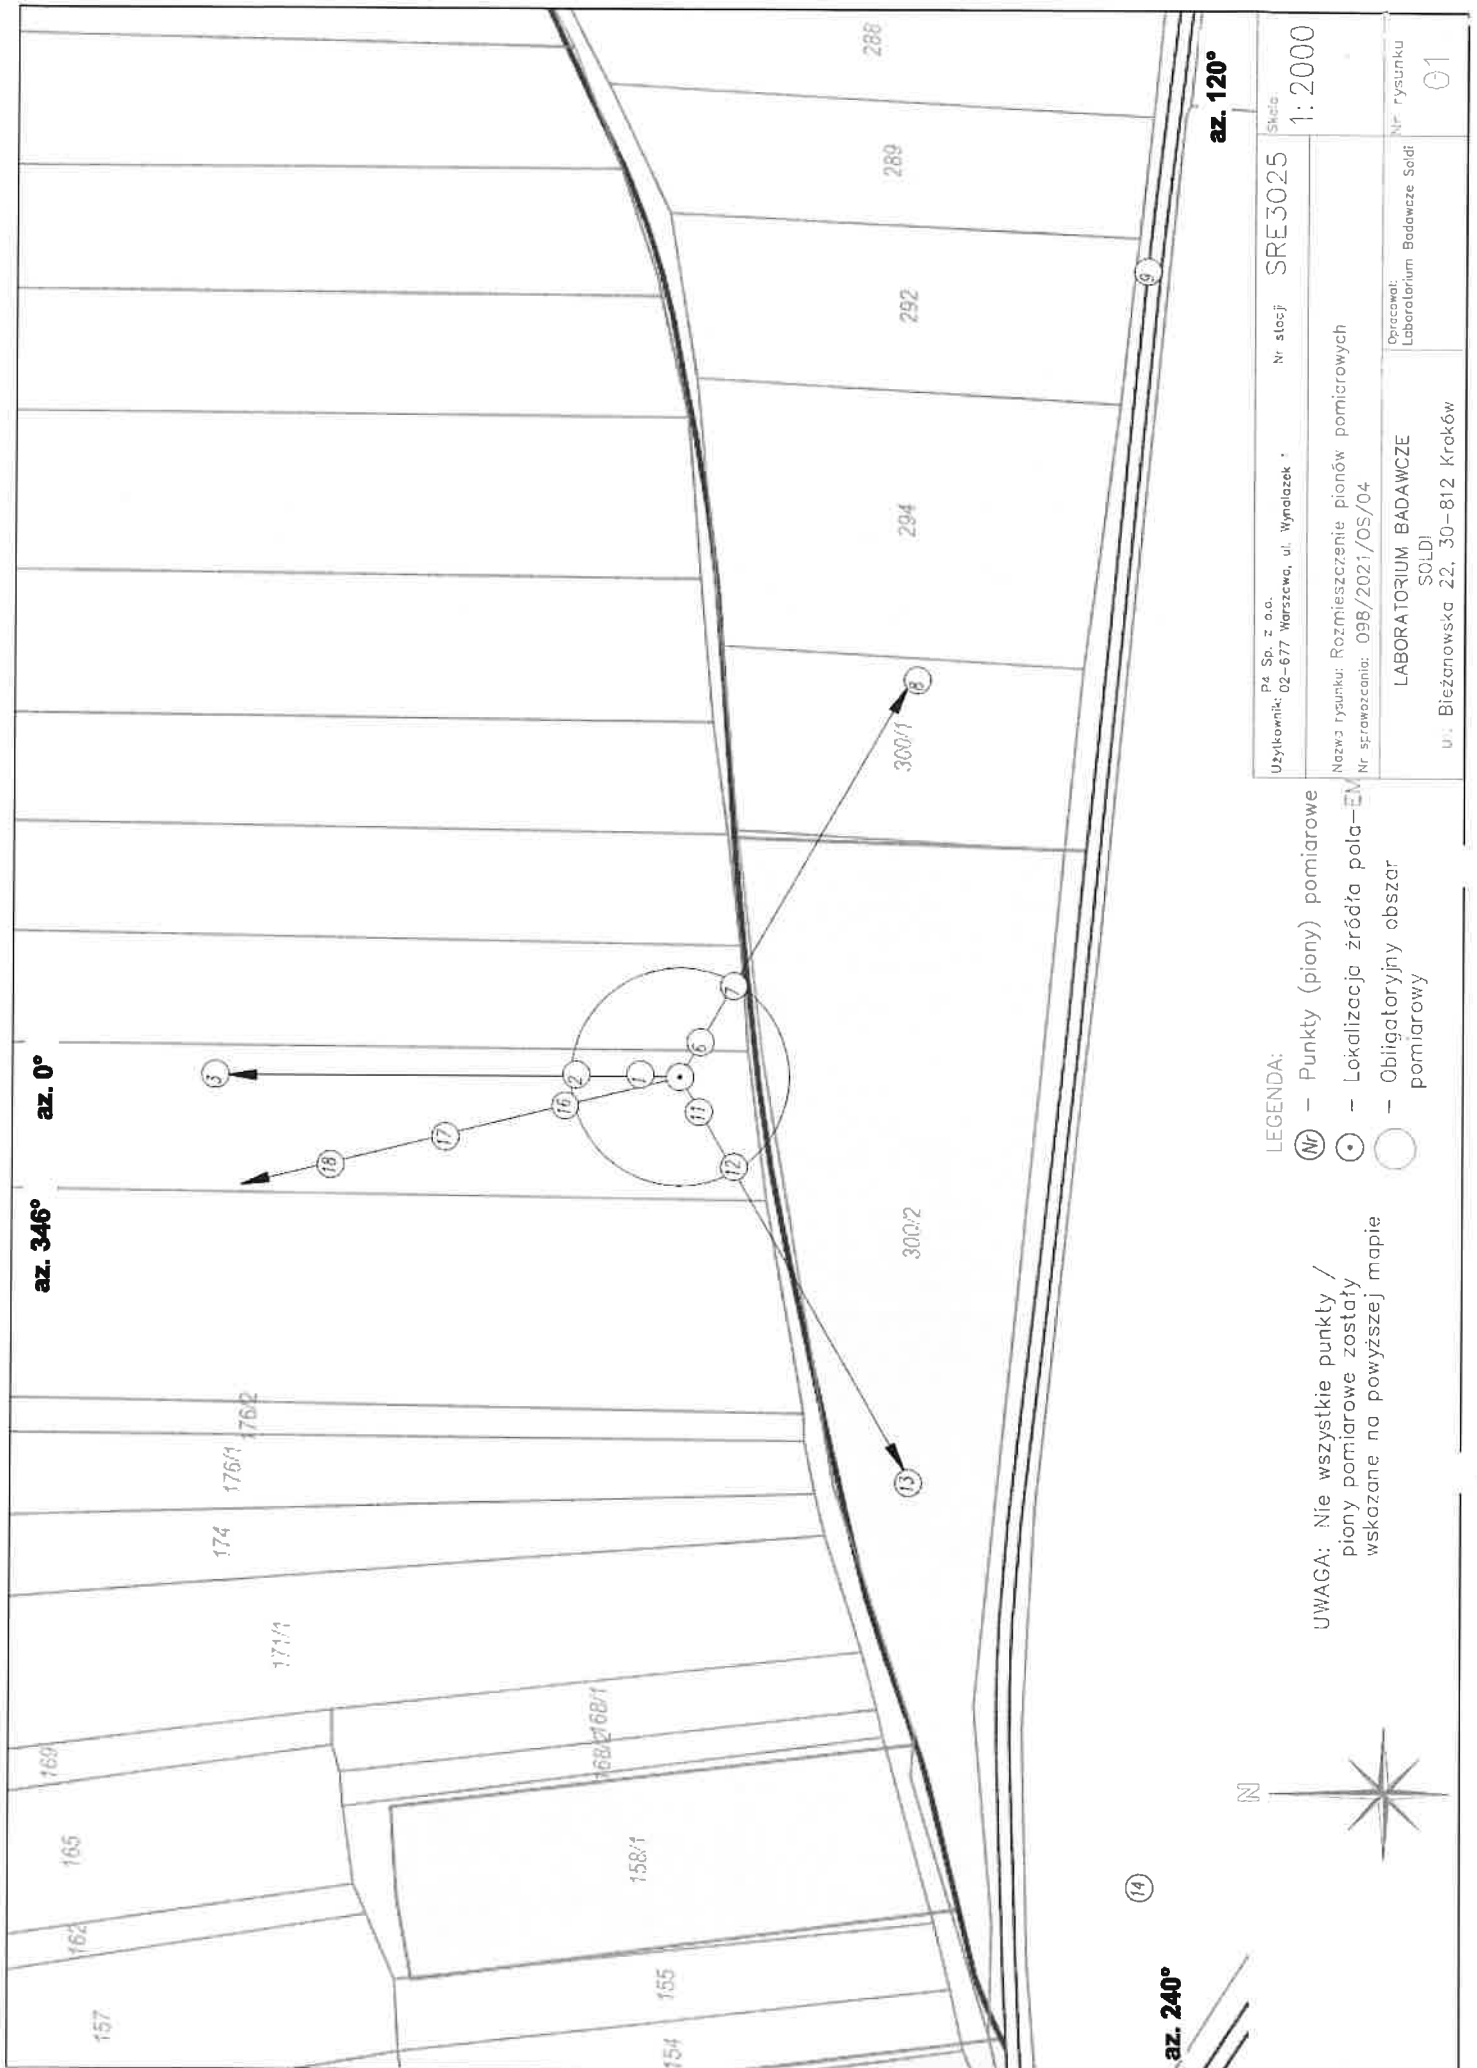 az. 346°
az. 0°
az. 120°
az. 240°
157
162
165
169
171/1
174
176/1
176/2
154
155
158/1
168/2
168/1
300/2
300/1
294
292
289
288
3
18
17
16
2
1
6
7
11
12
13
8
9
14
N
UWAGA: Nie wszystkie punkty /
piony pomiarowe zostały
wskazane na powyższej mapie
LEGENDA:
Nr – Punkty (piony) pomiarowe
– Lokalizacja źródła pola-EM
– Obligatoryjny obszar
pomiarowy
Użytkownik: P4 Sp. z o.o.
02-677 Warszawa, ul. Wynalazek 1
Nr stacji SRE3025
Skala:
1:2000
Nazwa rysunku: Rozmieszczenie pionów pomiarowych
Nr sprawozdania: 098/2021/OS/04
LABORATORIUM BADAWCZE
SOLDI
ul. Bieżanowska 22, 30-812 Kraków
Opracował:
Laboratorium Badawcze Soldi
Nr rysunku
01